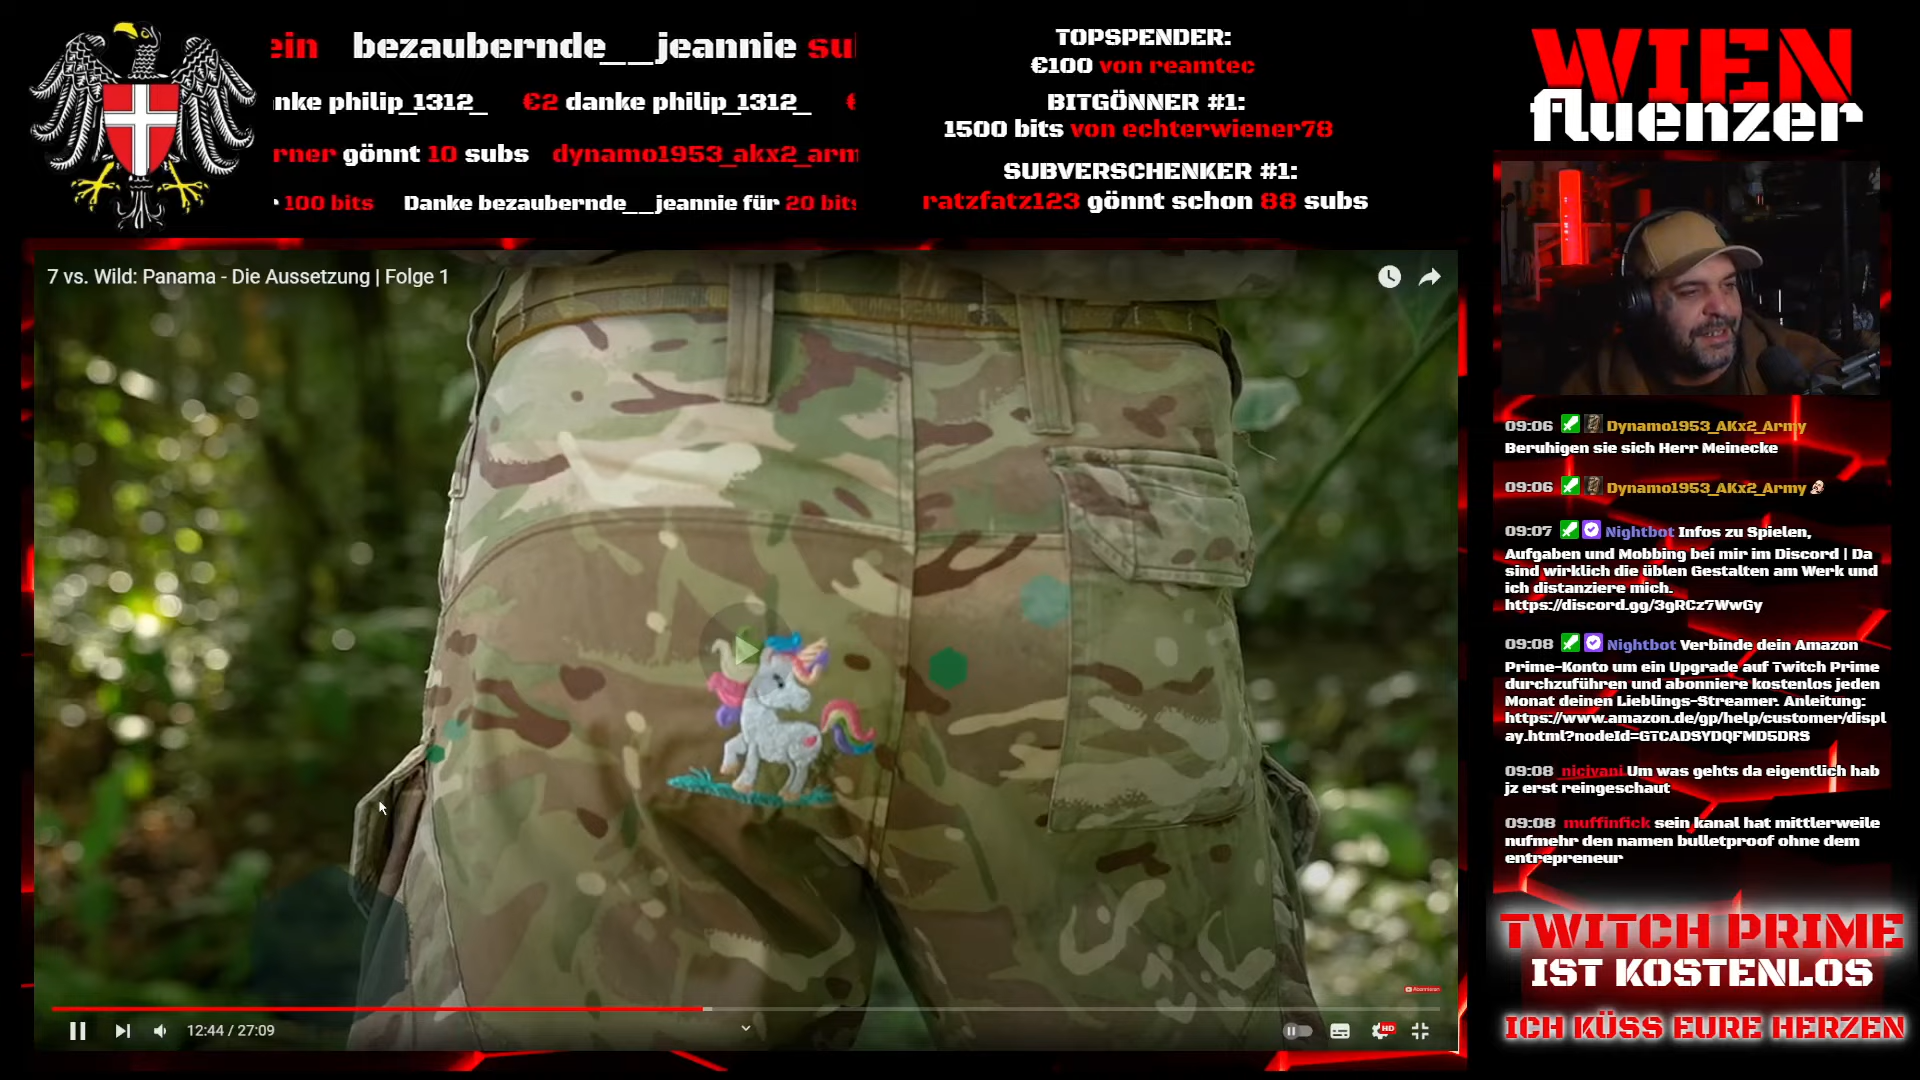 ein bezaubernde__jeannie su
danke philip_1312_ €2 danke philip_1312_
rner gönnt 10 subs dynamo1953_akx2_arm
r 100 bits Danke bezaubernde__jeannie für 20 bits
TOPSPENDER:
€100 von reamtec
BITGÖNNER #1:
1500 bits von echterwiener78
SUBVERSCHENKER #1:
ratzfatz123 gönnt schon 88 subs
WIEN
fluenzer
7 vs. Wild: Panama - Die Aussetzung | Folge 1
12:44 / 27:09
HD
09:06 Dynamo1953_AKx2_Army
Beruhigen sie sich Herr Meinecke
09:06 Dynamo1953_AKx2_Army
09:07 Nightbot Infos zu Spielen,
Aufgaben und Mobbing bei mir im Discord | Da
sind wirklich die üblen Gestalten am Werk und
ich distanziere mich.
https://discord.gg/3gRCz7WwGy
09:08 Nightbot Verbinde dein Amazon
Prime-Konto um ein Upgrade auf Twitch Prime
durchzuführen und abonniere kostenlos jeden
Monat deinen Lieblings-Streamer. Anleitung:
https://www.amazon.de/gp/help/customer/displ
ay.html?nodeId=GTCADSYDQFMD5DRS
09:08 nicivani Um was gehts da eigentlich hab
jz erst reingeschaut
09:08 muffinfick sein kanal hat mittlerweile
nufmehr den namen bulletproof ohne dem
entrepreneur
TWITCH PRIME
IST KOSTENLOS
ICH KÜSS EURE HERZEN